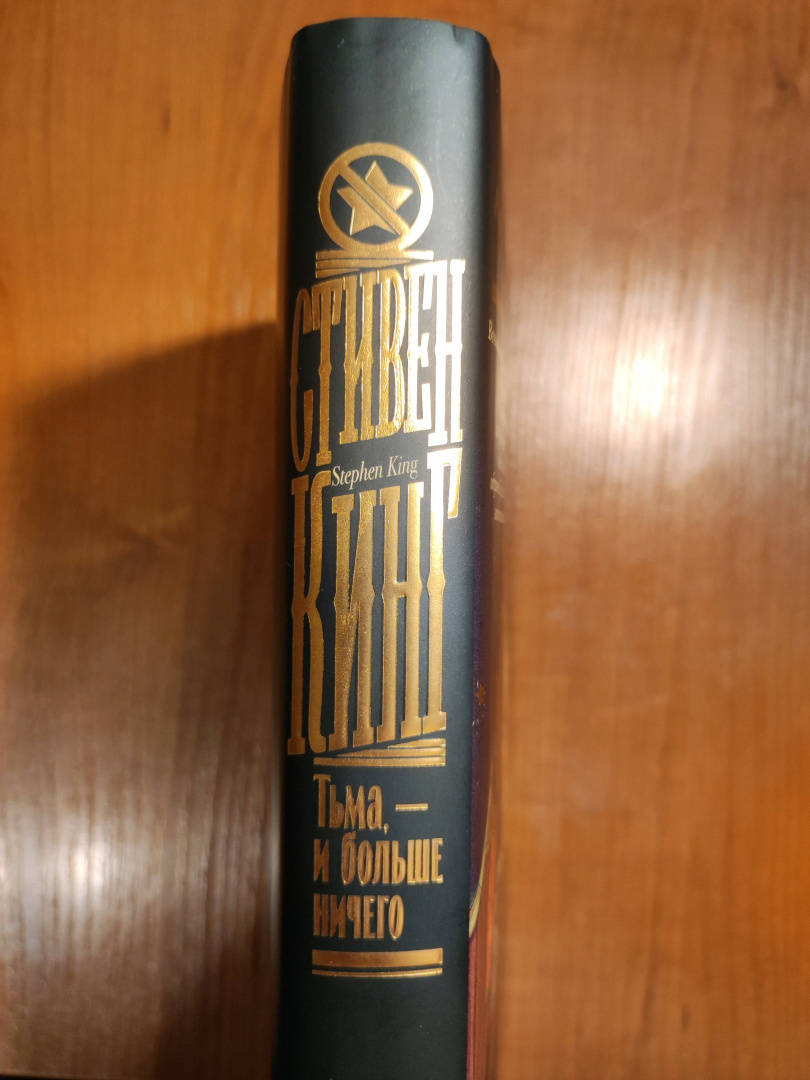 СТИВЕН
Stephen King
КИНГ
Тьма, —
и больше
ничего